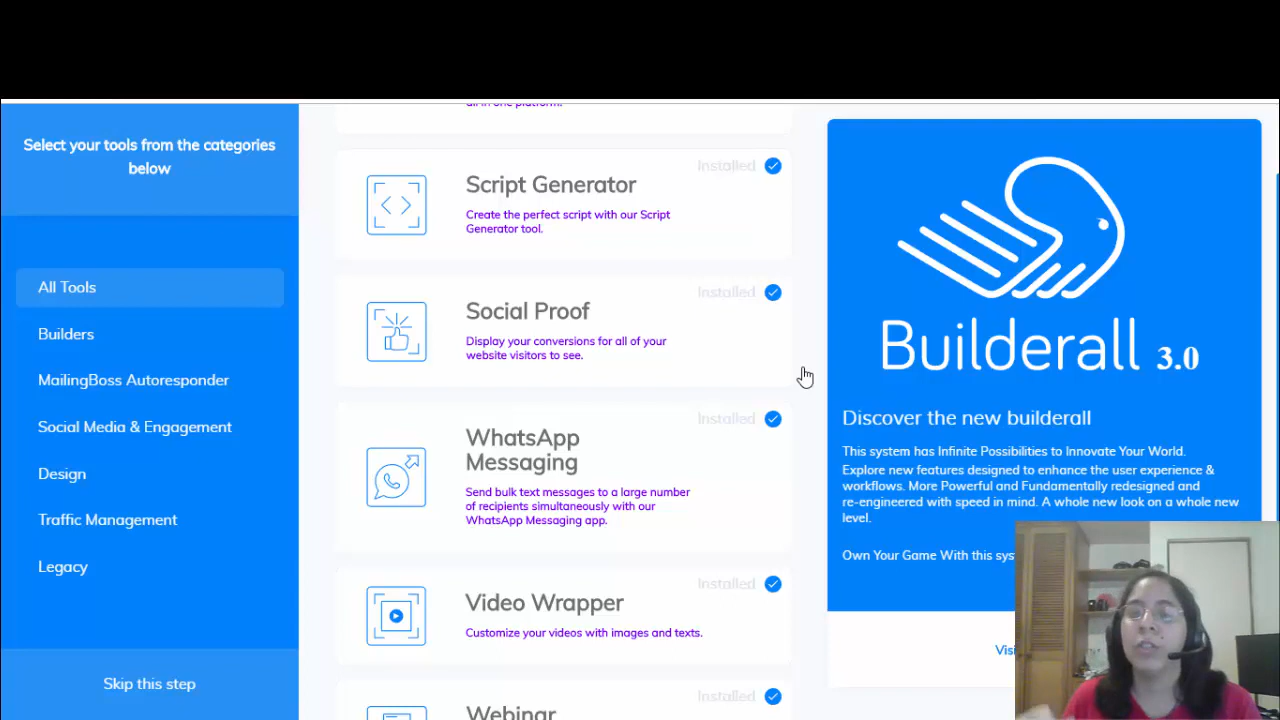 Select your tools from the categories
below
All Tools
Builders
MailingBoss Autoresponder
Social Media & Engagement
Design
Traffic Management
Legacy
Skip this step
all in one platform.
Installed
Script Generator
Create the perfect script with our Script
Generator tool.
Installed
Social Proof
Display your conversions for all of your
website visitors to see.
Installed
WhatsApp
Messaging
Send bulk text messages to a large number
of recipients simultaneously with our
WhatsApp Messaging app.
Installed
Video Wrapper
Customize your videos with images and texts.
Installed
Webinar
Builderall 3.0
Discover the new builderall
This system has Infinite Possibilities to Innovate Your World.
Explore new features designed to enhance the user experience &
workflows. More Powerful and Fundamentally redesigned and
re-engineered with speed in mind. A whole new look on a whole new
level.
Own Your Game With this